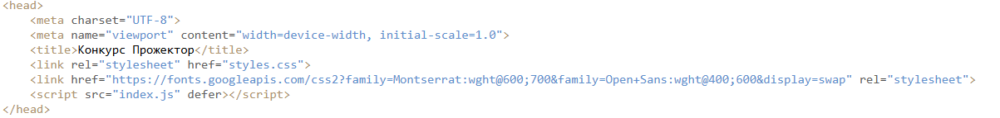 <head>
<meta charset="UTF-8">
<meta name="viewport" content="width=device-width, initial-scale=1.0">
<title>Конкурс Прожектор</title>
<link rel="stylesheet" href="styles.css">
<link href="https://fonts.googleapis.com/css2?family=Montserrat:wght@600;700&family=Open+Sans:wght@400;600&display=swap" rel="stylesheet">
<script src="index.js" defer></script>
</head>